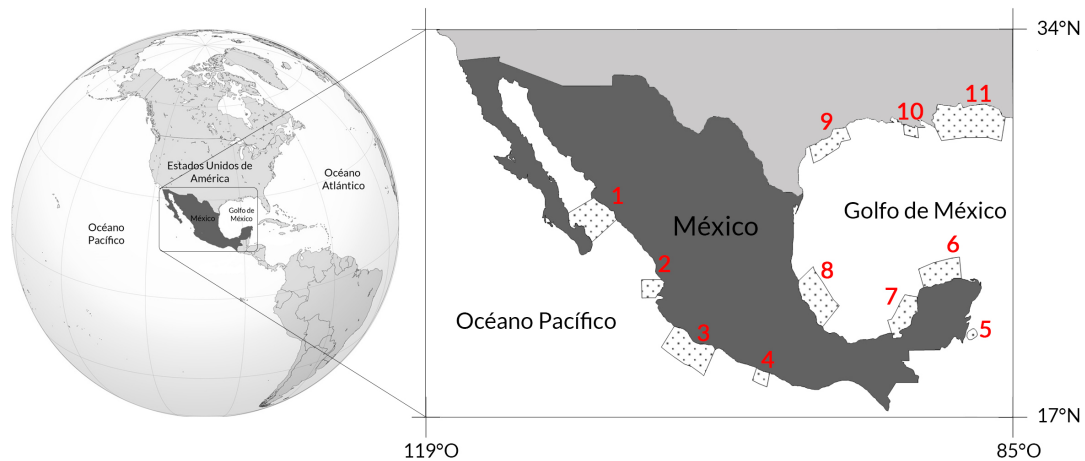 Estados Unidos de
América
Océano
Atlántico
Océano
Pacífico
México
Golfo de
México
34°N
11
10
9
1
México
Golfo de México
6
2
8
7
Océano Pacífico
3
5
4
17°N
119°O
85°O